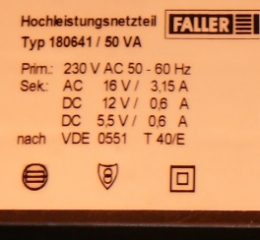 Hochleistungsnetzteil FALLER
Typ 180641 / 50 VA
Prim.: 230 V AC 50 - 60 Hz
Sek.: AC 16 V / 3,15 A
DC 12 V / 0,6 A
DC 5,5 V / 0,6 A
nach VDE 0551 T 40/E